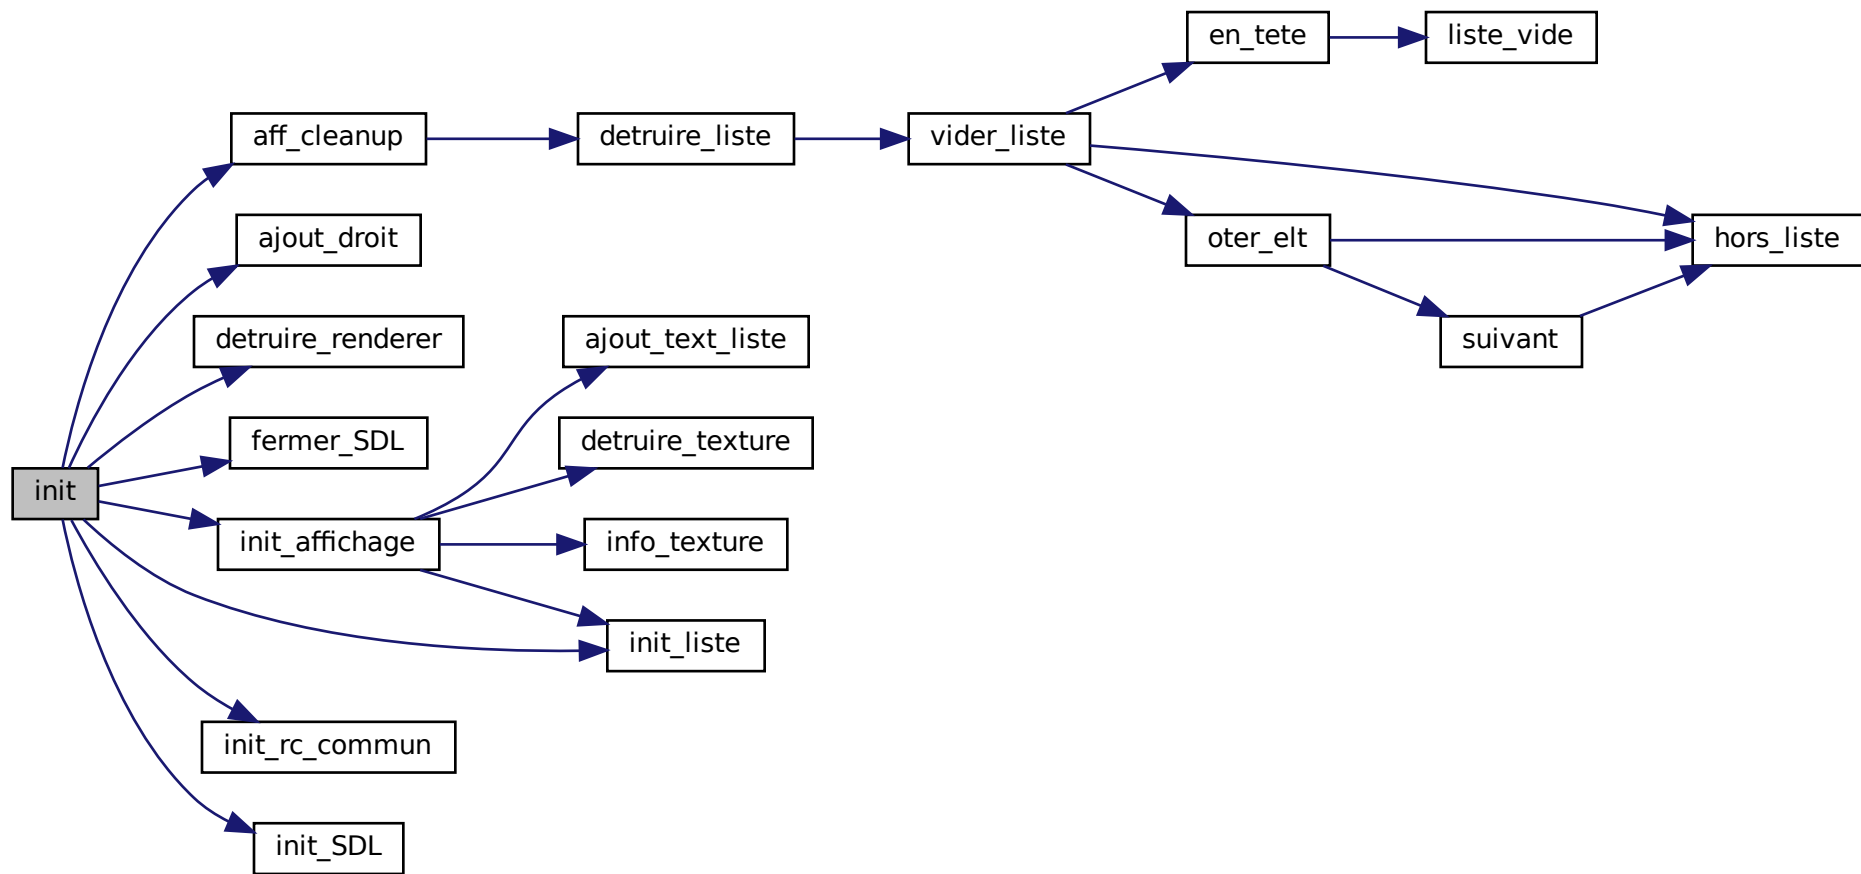 en_tete
liste_vide
aff_cleanup
detruire_liste
vider_liste
ajout_droit
oter_elt
hors_liste
detruire_renderer
ajout_text_liste
suivant
fermer_SDL
detruire_texture
init
init_affichage
info_texture
init_liste
init_rc_commun
init_SDL